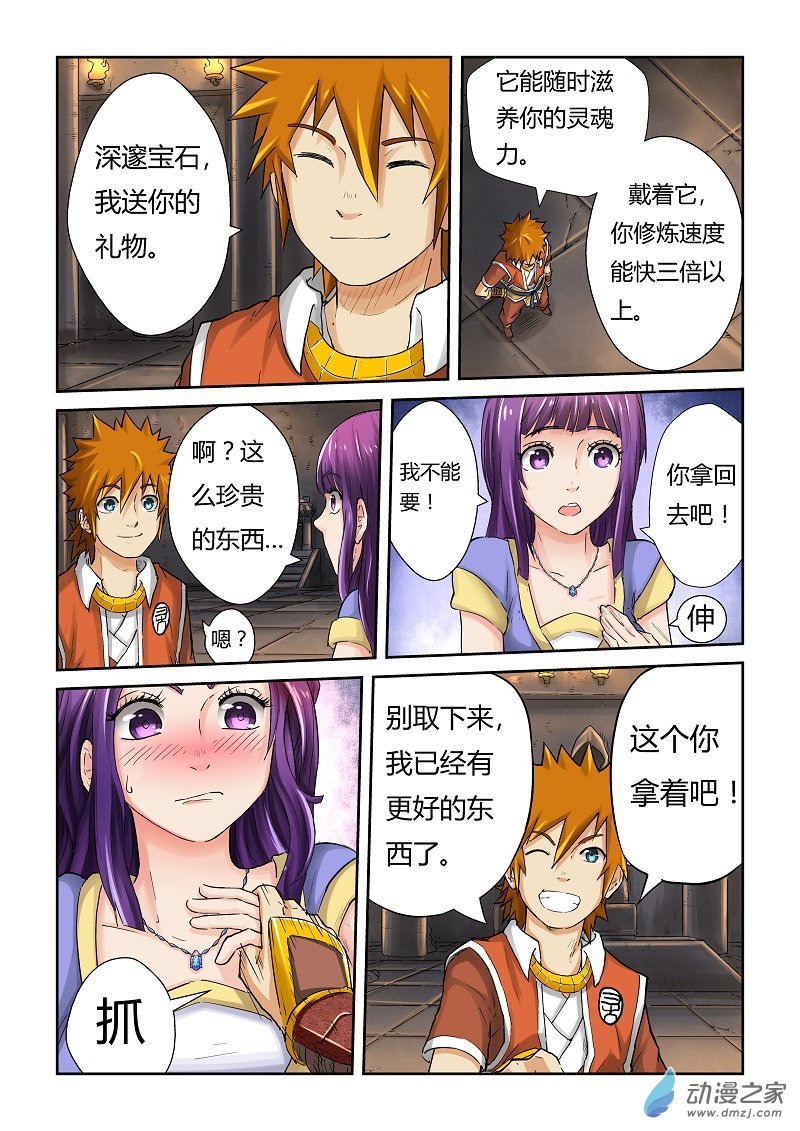 深邃宝石，
我送你的
礼物。
它能随时滋
养你的灵魂
力。
戴着它，
你修炼速度
能快三倍以
上。
啊？这
么珍贵
的东西...
嗯？
我不能
要！
你拿回
去吧！
伸
抓
别取下来，
我已经有
更好的东
西了。
这个你
拿着吧！
动漫之家
www.dmzj.com